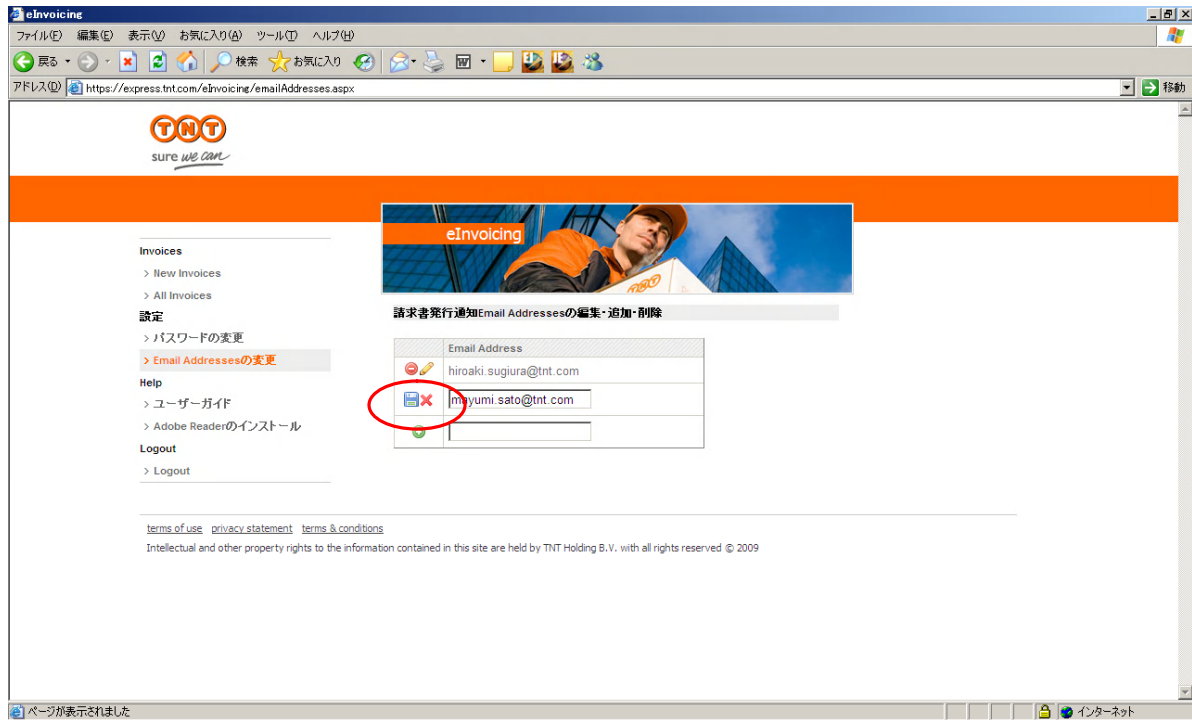 eInvoicing
ファイル(F) 編集(E) 表示(V) お気に入り(A) ツール(T) ヘルプ(H)
戻る 検索 お気に入り
アドレス(D) https://express.tnt.com/eInvoicing/emailAddresses.aspx 移動
TNT
sure we can
eInvoicing
TNT
Invoices
> New Invoices
> All Invoices
設定
> パスワードの変更
> Email Addressesの変更
Help
> ユーザーガイド
> Adobe Readerのインストール
Logout
> Logout
請求書発行通知Email Addressesの編集・追加・削除
Email Address
hiroaki.sugiura@tnt.com
mayumi.sato@tnt.com
terms of use privacy statement terms & conditions
Intellectual and other property rights to the information contained in this site are held by TNT Holding B.V. with all rights reserved © 2009
ページが表示されました インターネット